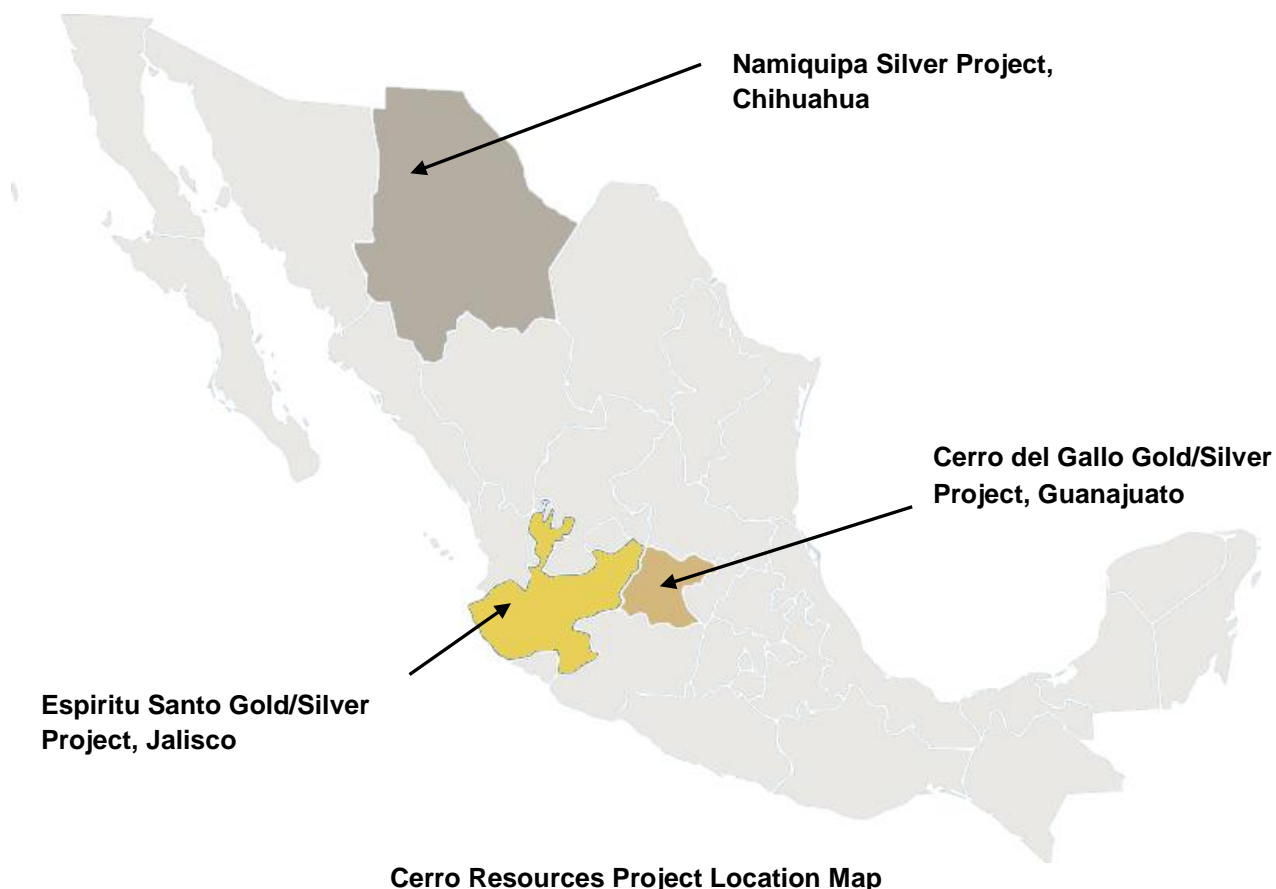 Namiquipa Silver Project,
Chihuahua
Cerro del Gallo Gold/Silver
Project, Guanajuato
Espiritu Santo Gold/Silver
Project, Jalisco
Cerro Resources Project Location Map